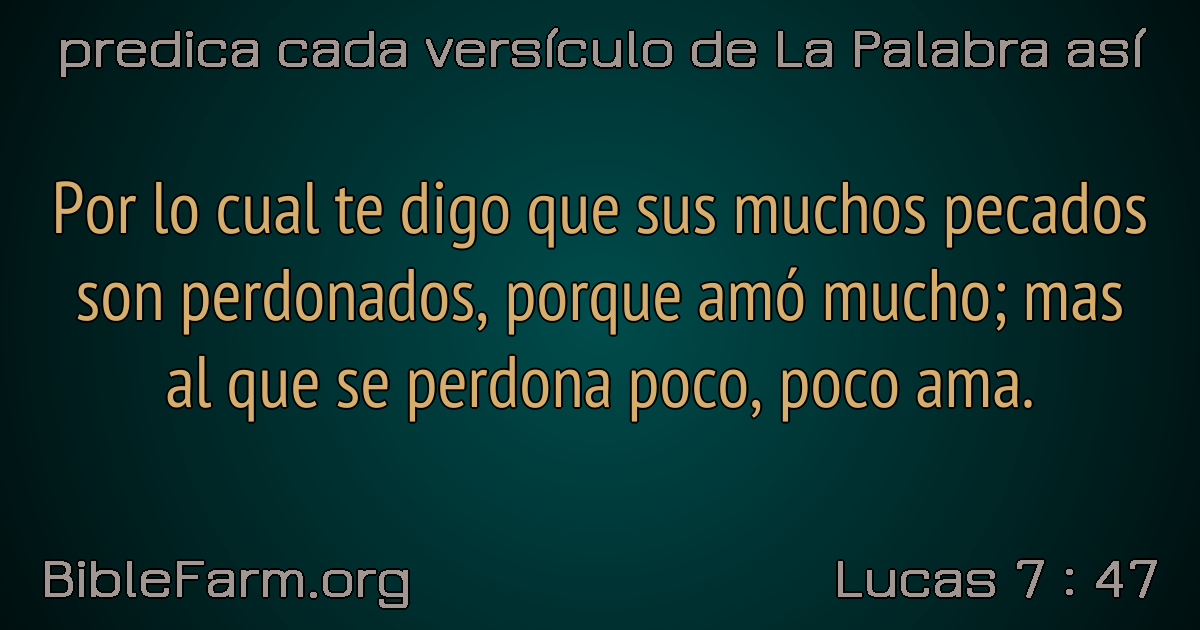 predica cada versículo de La Palabra así
Por lo cual te digo que sus muchos pecados
son perdonados, porque amó mucho; mas
al que se perdona poco, poco ama.
BibleFarm.org
Lucas 7 : 47